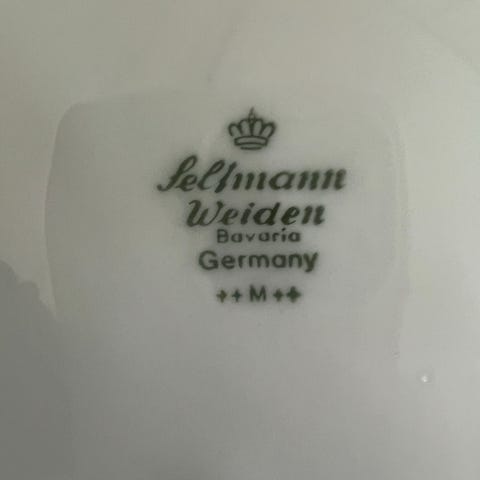 Seltmann
Weiden
Bavaria
Germany
++M++